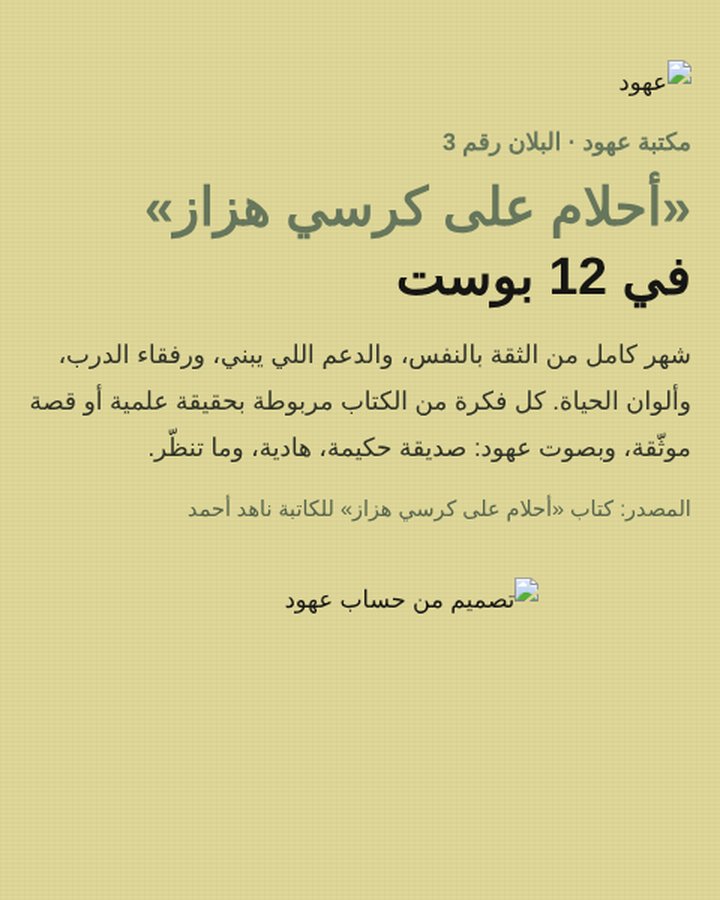 عهود
مكتبة عهود · البلان رقم 3
«أحلام على كرسي هزاز»
في 12 بوست
شهر كامل من الثقة بالنفس، والدعم اللي يبني، ورفقاء الدرب،
وألوان الحياة. كل فكرة من الكتاب مربوطة بحقيقة علمية أو قصة
موثّقة، وبصوت عهود: صديقة حكيمة، هادية، وما تنظّر.
المصدر: كتاب «أحلام على كرسي هزاز» للكاتبة ناهد أحمد
تصميم من حساب عهود